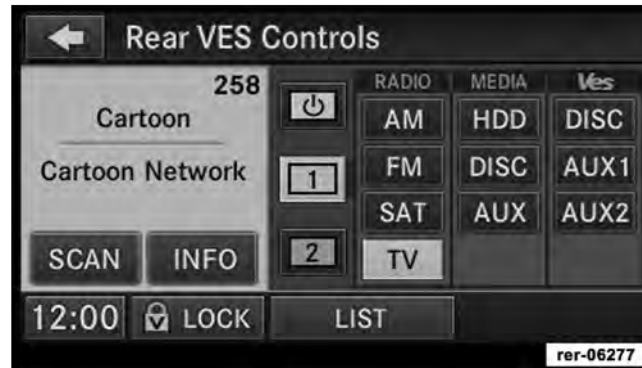 Rear VES Controls
258
Cartoon
Cartoon Network
SCAN INFO
1
2
RADIO MEDIA Ves
AM HDD DISC
FM DISC AUX1
SAT AUX AUX2
TV
12:00 LOCK LIST
rer-06277